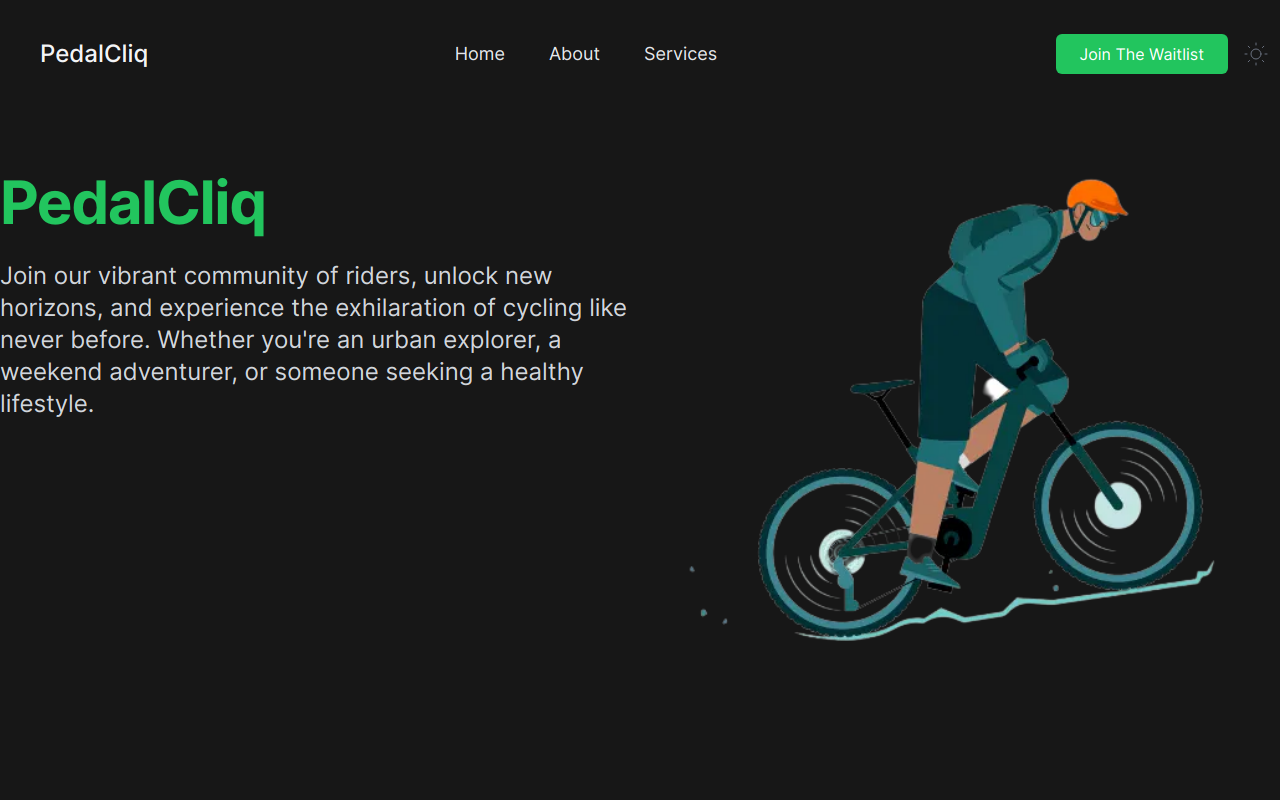 PedalCliq
Home
About
Services
Join The Waitlist
PedalCliq
Join our vibrant community of riders, unlock new
horizons, and experience the exhilaration of cycling like
never before. Whether you're an urban explorer, a
weekend adventurer, or someone seeking a healthy
lifestyle.